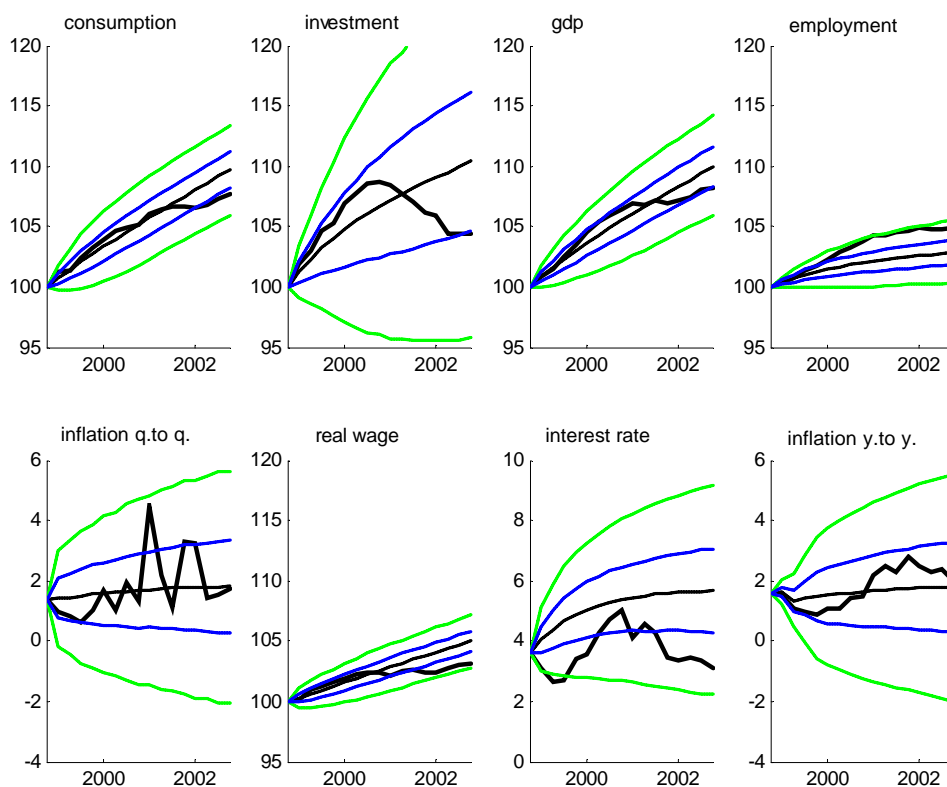 consumption
investment
gdp
employment
120 120 120 120
115 115 115 115
110 110 110 110
105 105 105 105
100 100 100 100
95 95 95 95
2000 2002 2000 2002 2000 2002 2000 2002
inflation q.to q.
real wage
interest rate
inflation y.to y.
6 120 10 6
4 115 8 4
2 110 6 2
0 105 4 0
-2 100 2 -2
-4 95 0 -4
2000 2002 2000 2002 2000 2002 2000 2002